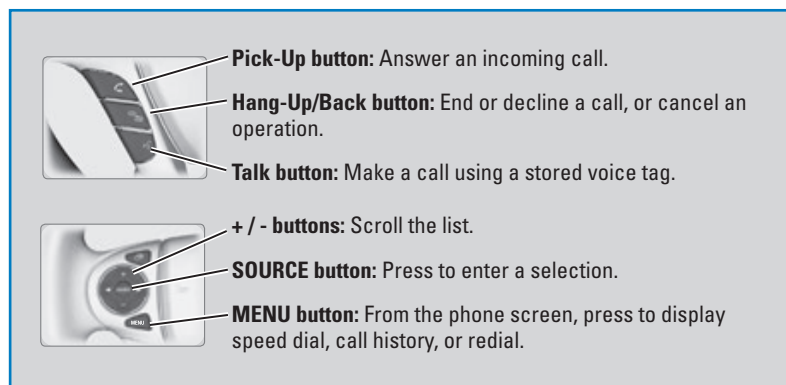 Pick-Up button: Answer an incoming call.
Hang-Up/Back button: End or decline a call, or cancel an
operation.
Talk button: Make a call using a stored voice tag.
+ / - buttons: Scroll the list.
SOURCE button: Press to enter a selection.
MENU button: From the phone screen, press to display
speed dial, call history, or redial.
MENU